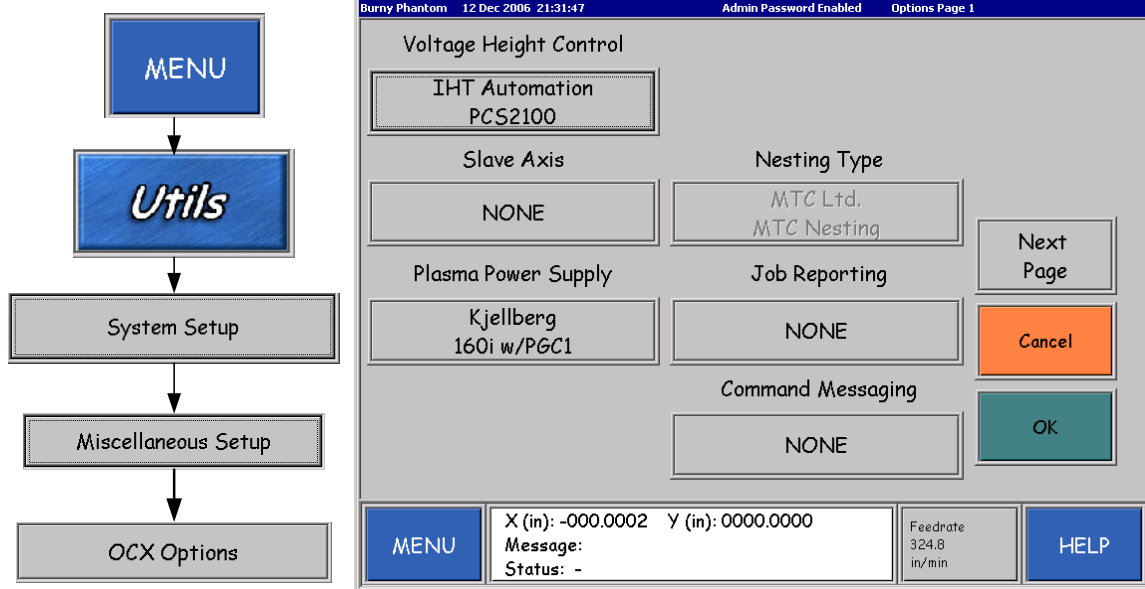 MENU
Utils
System Setup
Miscellaneous Setup
OCX Options
Burny Phantom 12 Dec 2006 21:31:47 Admin Password Enabled Options Page 1
Voltage Height Control
IHT Automation
PCS2100
Slave Axis
NONE
Nesting Type
MTC Ltd.
MTC Nesting
Plasma Power Supply
Kjellberg
160i w/PGC1
Job Reporting
NONE
Command Messaging
NONE
Next
Page
Cancel
OK
MENU
X (in): -000.0002 Y (in): 0000.0000
Message:
Status: -
Feedrate
324.8
in/min
HELP